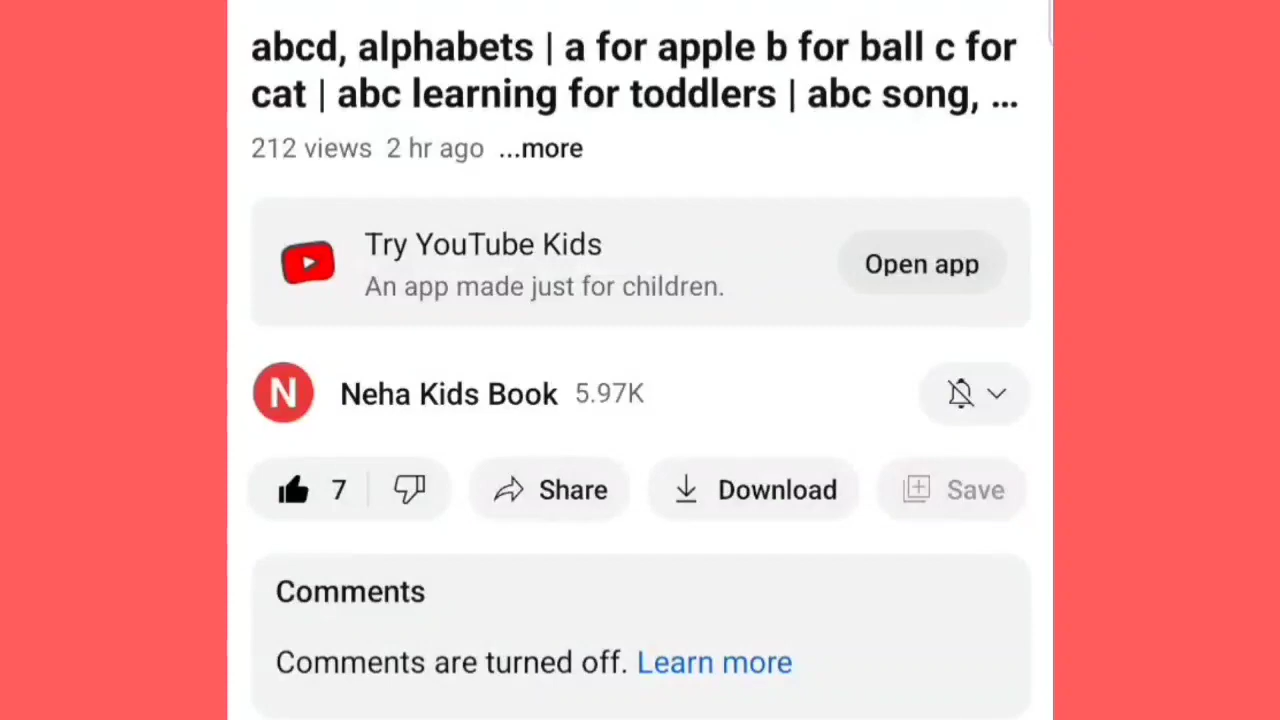 abcd, alphabets | a for apple b for ball c for
cat | abc learning for toddlers | abc song, ...
212 views 2 hr ago ...more
Try YouTube Kids
An app made just for children.
Open app
N Neha Kids Book 5.97K
7 Share Download Save
Comments
Comments are turned off. Learn more